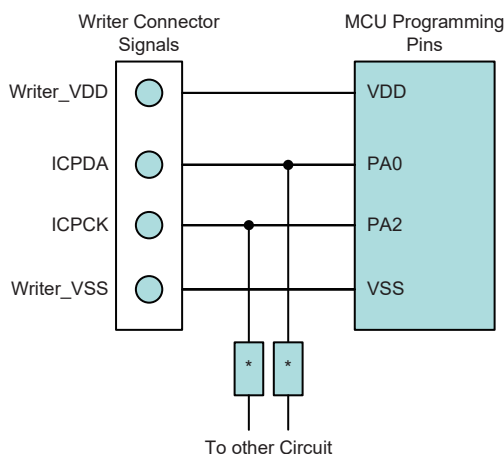 Writer Connector
Signals
MCU Programming
Pins
Writer_VDD
VDD
ICPDA
PA0
ICPCK
PA2
Writer_VSS
VSS
* *
To other Circuit